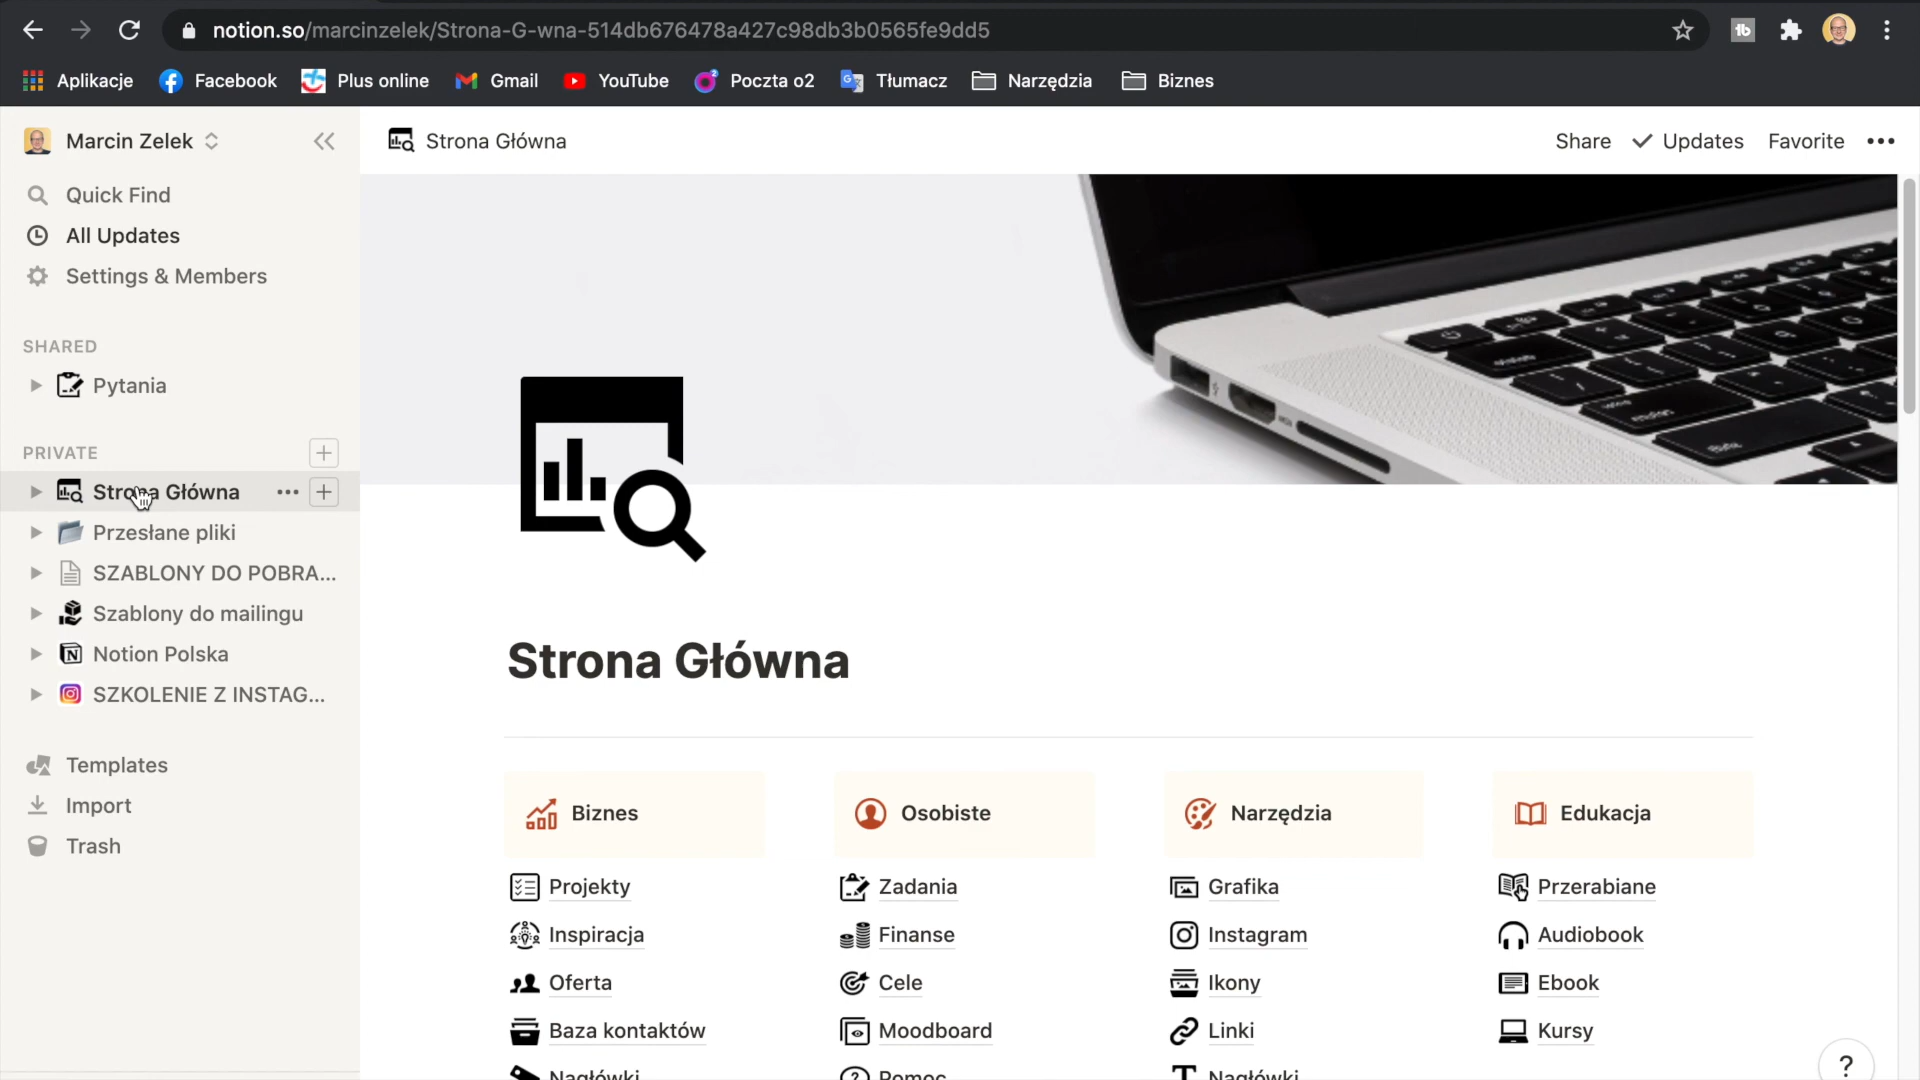 notion.so/marcinzelek/Strona-G-wna-514db676478a427c98db3b0565fe9dd5
Aplikacje Facebook Plus online Gmail YouTube Poczta o2 Tłumacz Narzędzia Biznes
Marcin Zelek
Quick Find
All Updates
Settings & Members
SHARED
Pytania
PRIVATE
Strona Główna
Przesłane pliki
SZABLONY DO POBRA...
Szablony do mailingu
Notion Polska
SZKOLENIE Z INSTAG...
Templates
Import
Trash
Strona Główna
Share Updates Favorite
Strona Główna
Biznes
Projekty
Inspiracja
Oferta
Baza kontaktów
Nagłówki
Osobiste
Zadania
Finanse
Cele
Moodboard
Pomoc
Narzędzia
Grafika
Instagram
Ikony
Linki
Nagłówki
Edukacja
Przerabiane
Audiobook
Ebook
Kursy
?